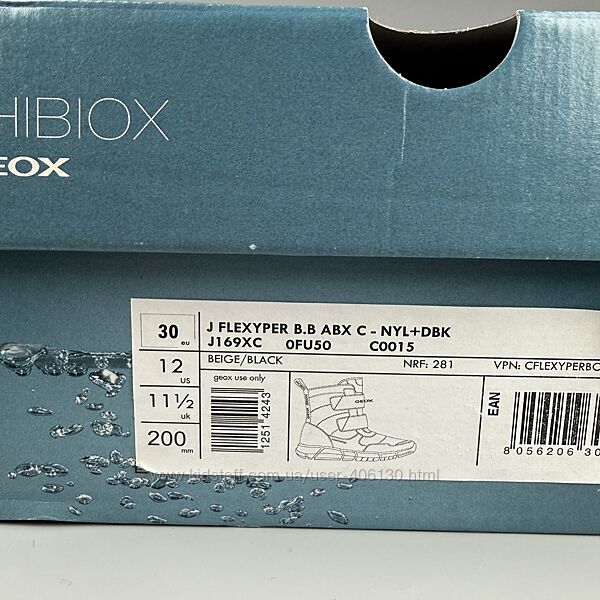 HIBIOX
GEOX
30 eu
12 us
11½ uk
200 mm
J FLEXYPER B.B ABX C - NYL+DBK
J169XC 0FU50 C0015
BEIGE/BLACK NRF: 281 VPN: CFLEXYPERBC
geox use only
1251 4243
GEOX
EAN
8 056206 30
www.kidstaff.com.ua/user-406130.html